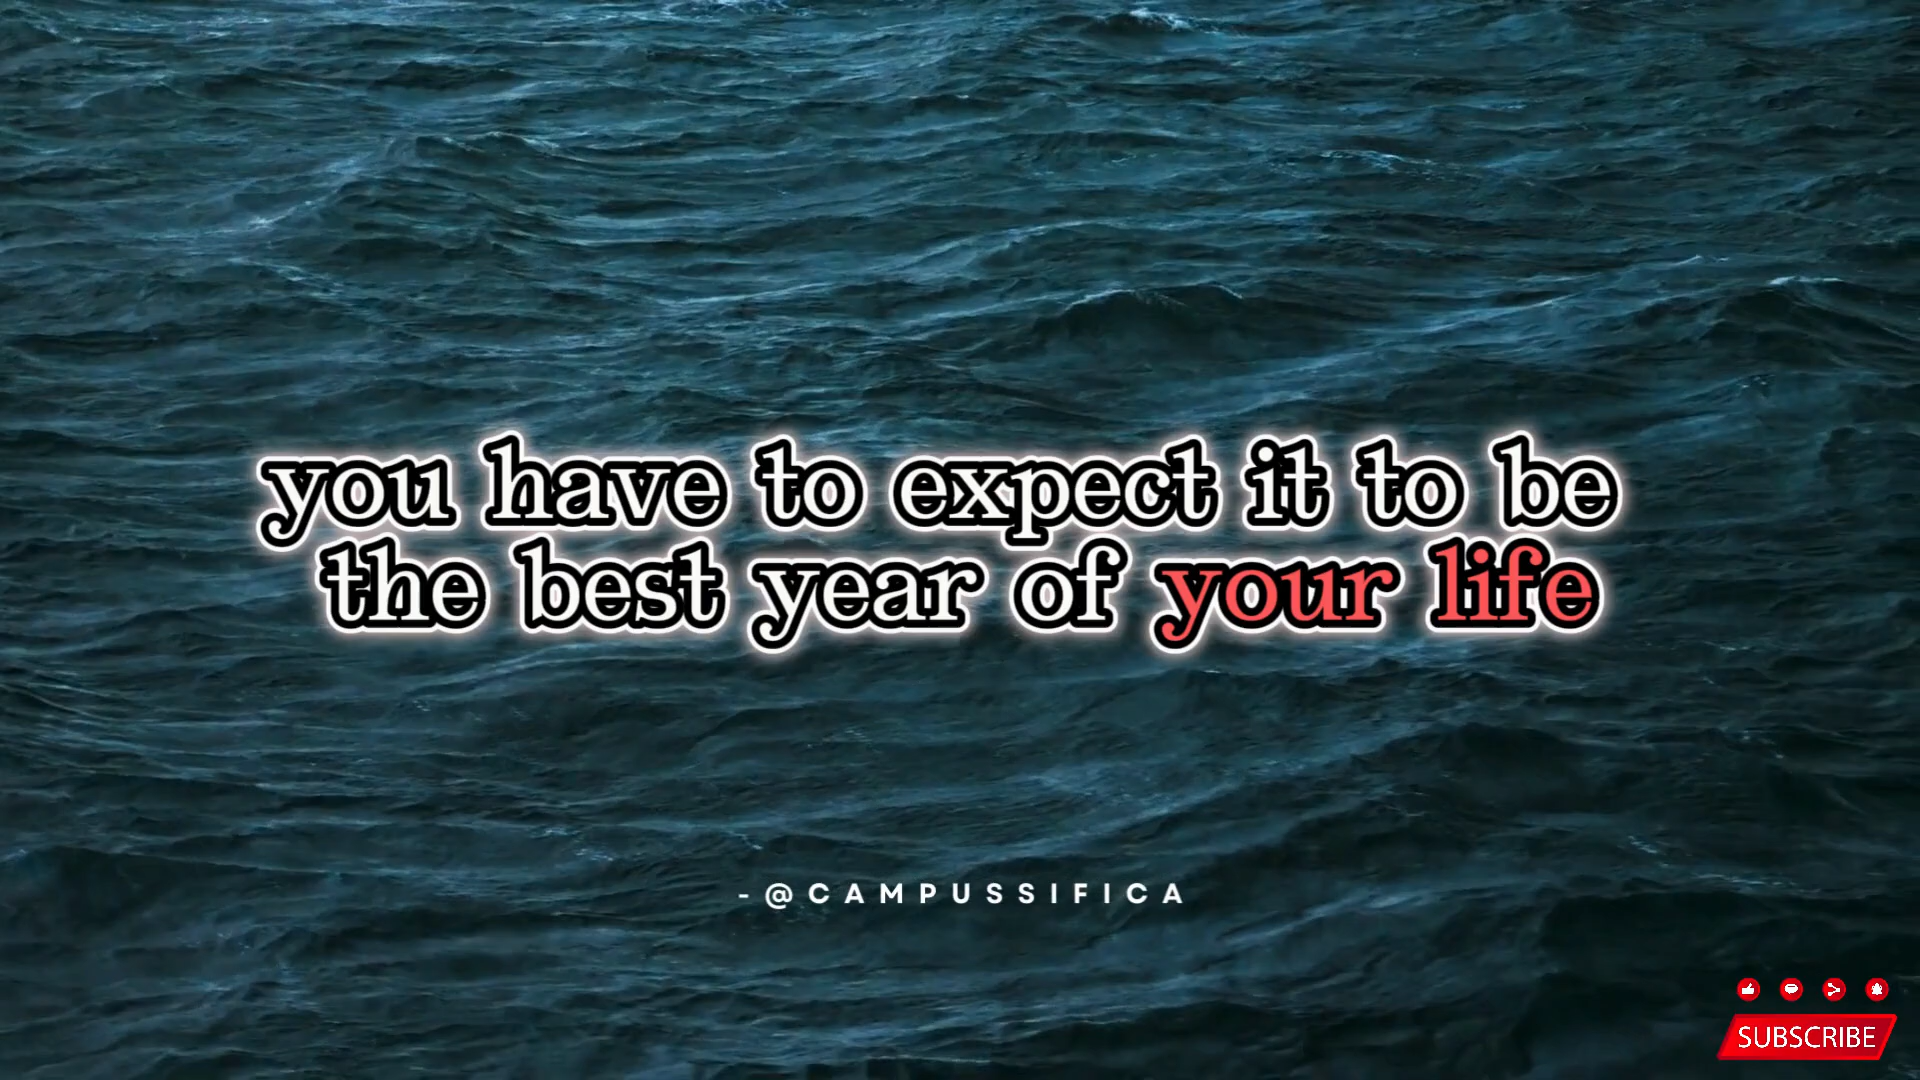 you have to expect it to be
the best year of your life
- @CAMPUSSIFICA
SUBSCRIBE